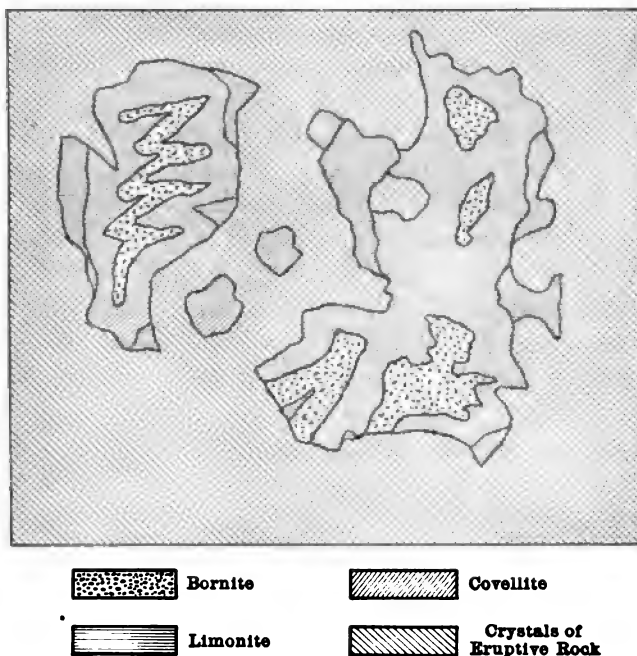 Bornite
Covellite
Limonite
Crystals of
Eruptive Rock